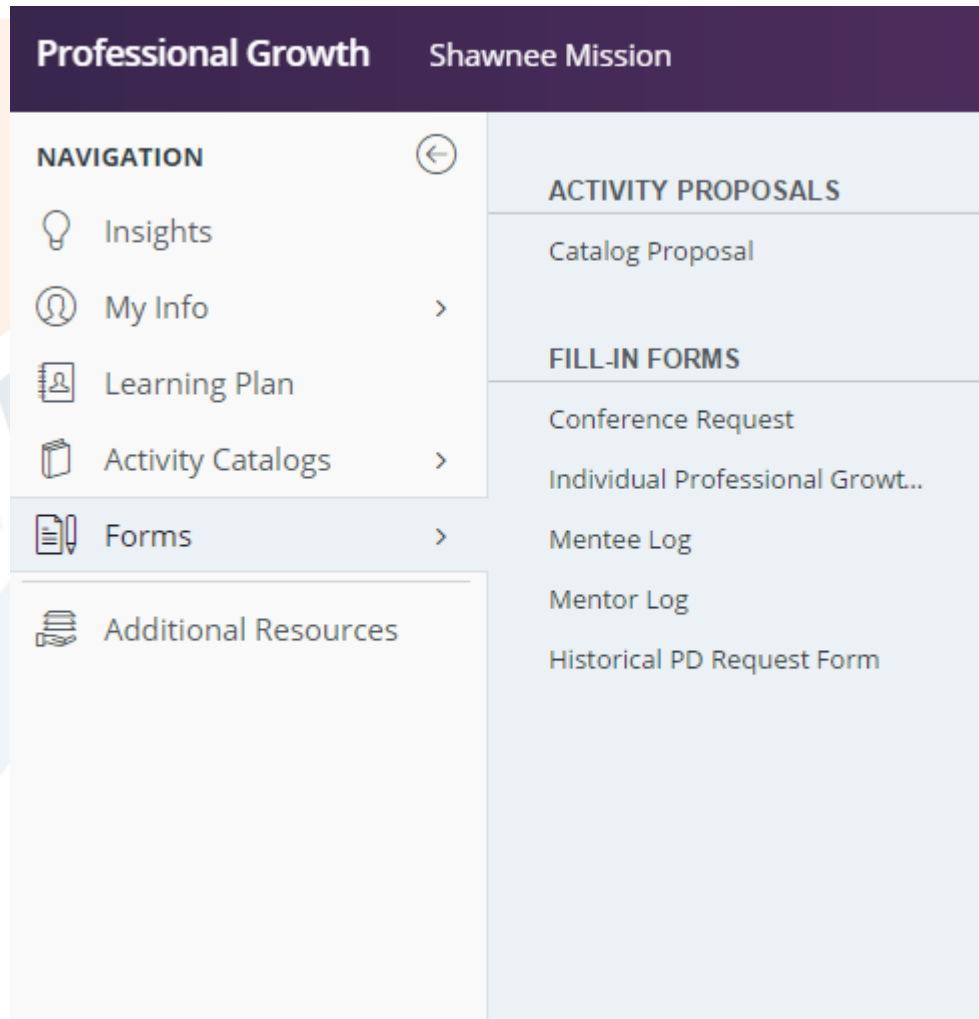 Professional Growth Shawnee Mission
NAVIGATION
Insights
My Info
Learning Plan
Activity Catalogs
Forms
Additional Resources
ACTIVITY PROPOSALS
Catalog Proposal
FILL-IN FORMS
Conference Request
Individual Professional Growt...
Mentee Log
Mentor Log
Historical PD Request Form